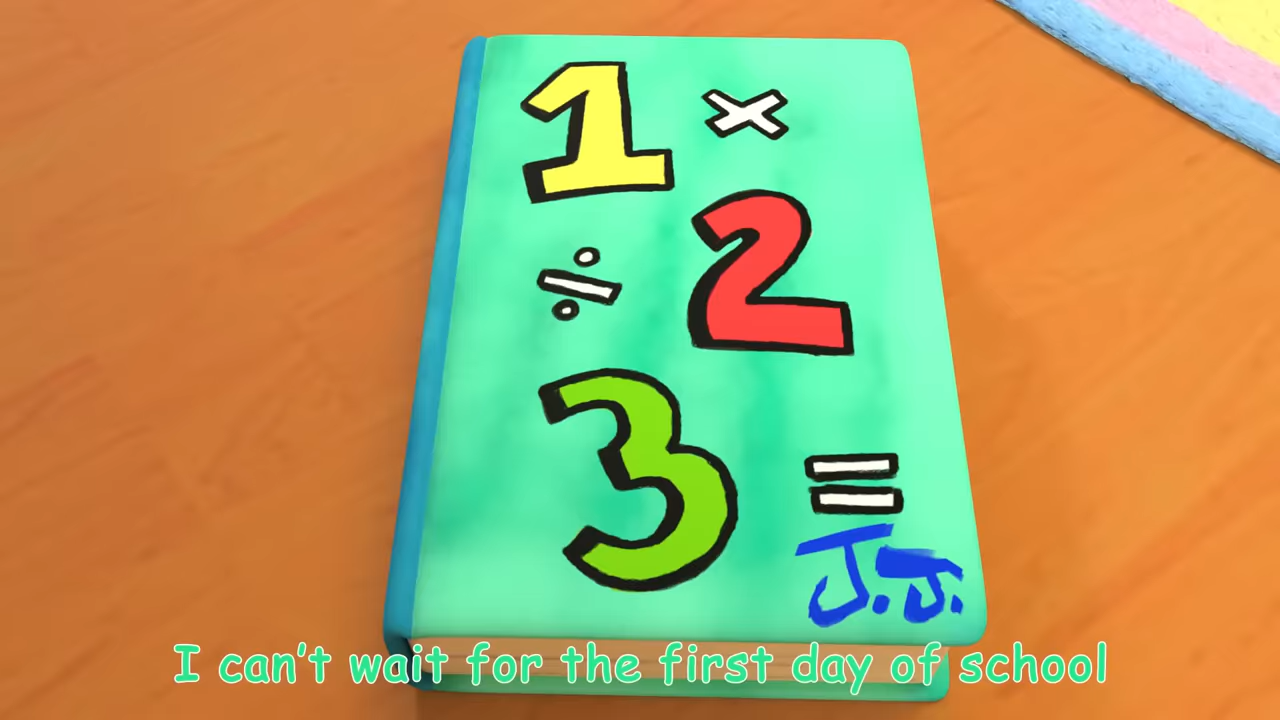 1 ×
÷ 2
3 =
J.J.
I can't wait for the first day of school